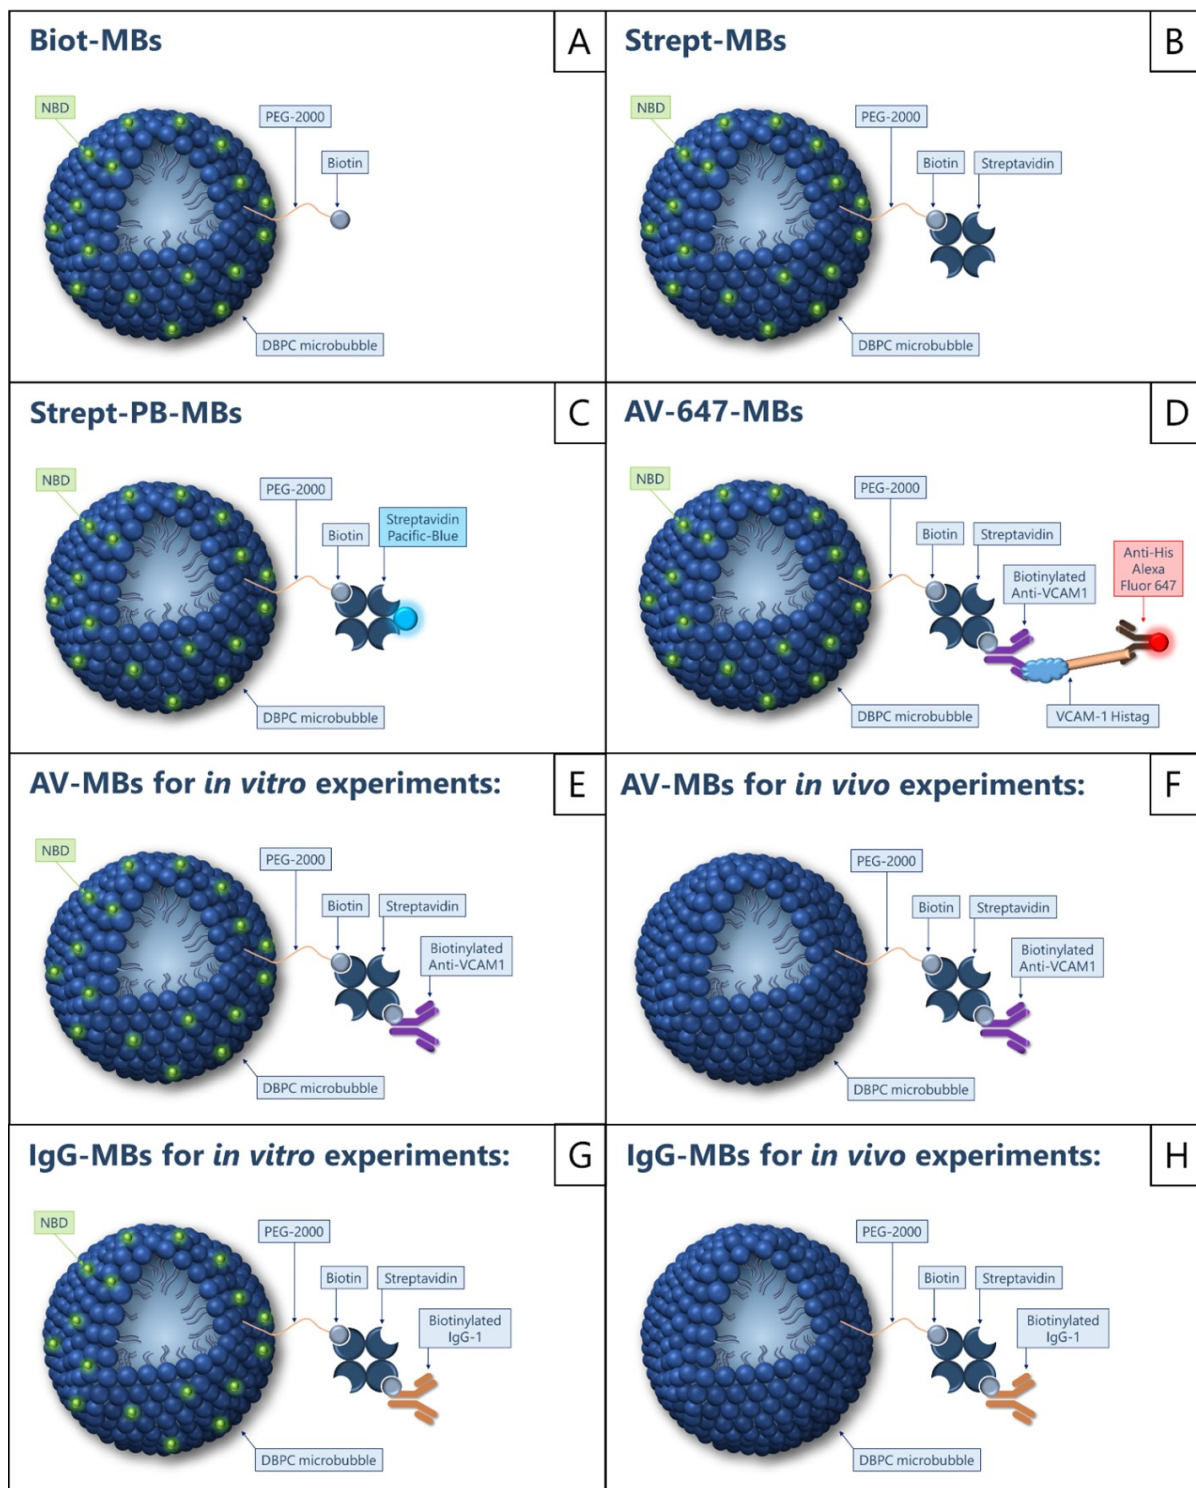 Biot-MBs
A
NBD
PEG-2000
Biotin
DBPC microbubble
Strept-MBs
B
NBD
PEG-2000
Biotin
Streptavidin
DBPC microbubble
Strept-PB-MBs
C
NBD
PEG-2000
Biotin
Streptavidin
Pacific-Blue
DBPC microbubble
AV-647-MBs
D
NBD
PEG-2000
Biotin
Streptavidin
Biotinylated
Anti-VCAM1
Anti-His
Alexa
Fluor 647
DBPC microbubble
VCAM-1 Histag
AV-MBs for in vitro experiments:
E
NBD
PEG-2000
Biotin
Streptavidin
Biotinylated
Anti-VCAM1
DBPC microbubble
AV-MBs for in vivo experiments:
F
PEG-2000
Biotin
Streptavidin
Biotinylated
Anti-VCAM1
DBPC microbubble
IgG-MBs for in vitro experiments:
G
NBD
PEG-2000
Biotin
Streptavidin
Biotinylated
IgG-1
DBPC microbubble
IgG-MBs for in vivo experiments:
H
PEG-2000
Biotin
Streptavidin
Biotinylated
IgG-1
DBPC microbubble